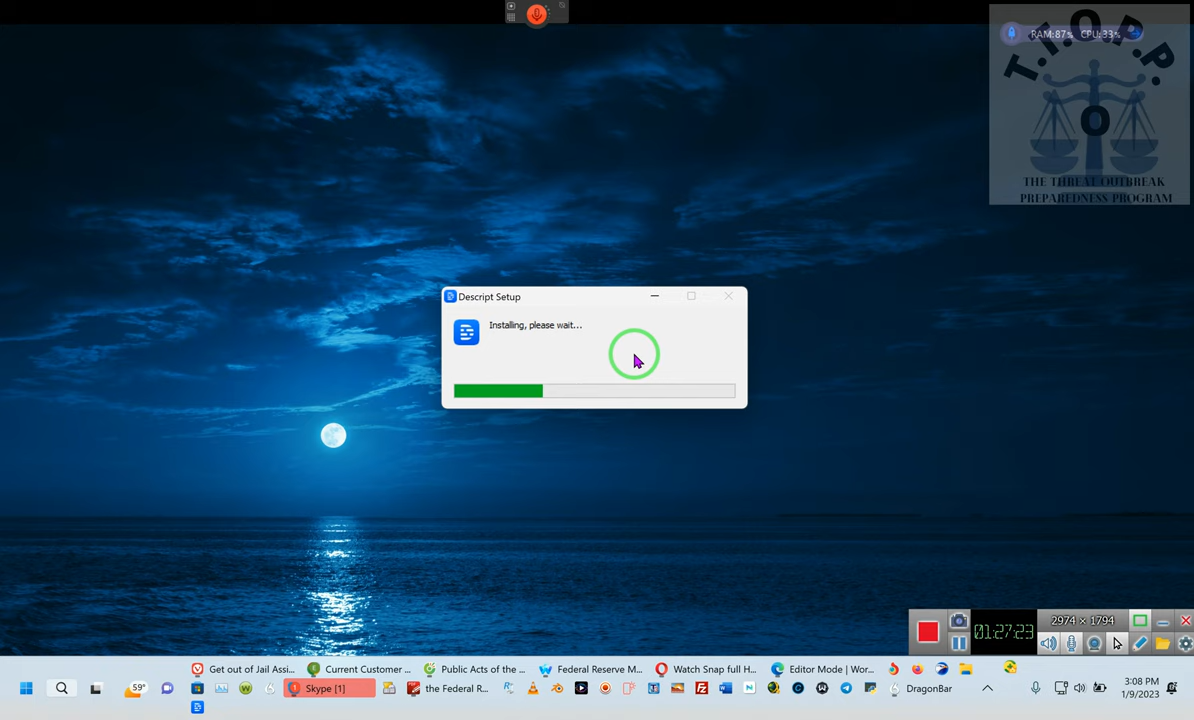 RAM:87% CPU:33%
T.T.O.P.P.
O
THE THREAT OUTBREAK
PREPAREDNESS PROGRAM
Descript Setup
Installing, please wait...
2974 × 1794
01:27:23
Get out of Jail Assi...
Current Customer ...
Public Acts of the ...
Federal Reserve M...
Watch Snap full H...
Editor Mode | Wor...
59°
Skype [1]
the Federal R...
DragonBar
3:08 PM
1/9/2023